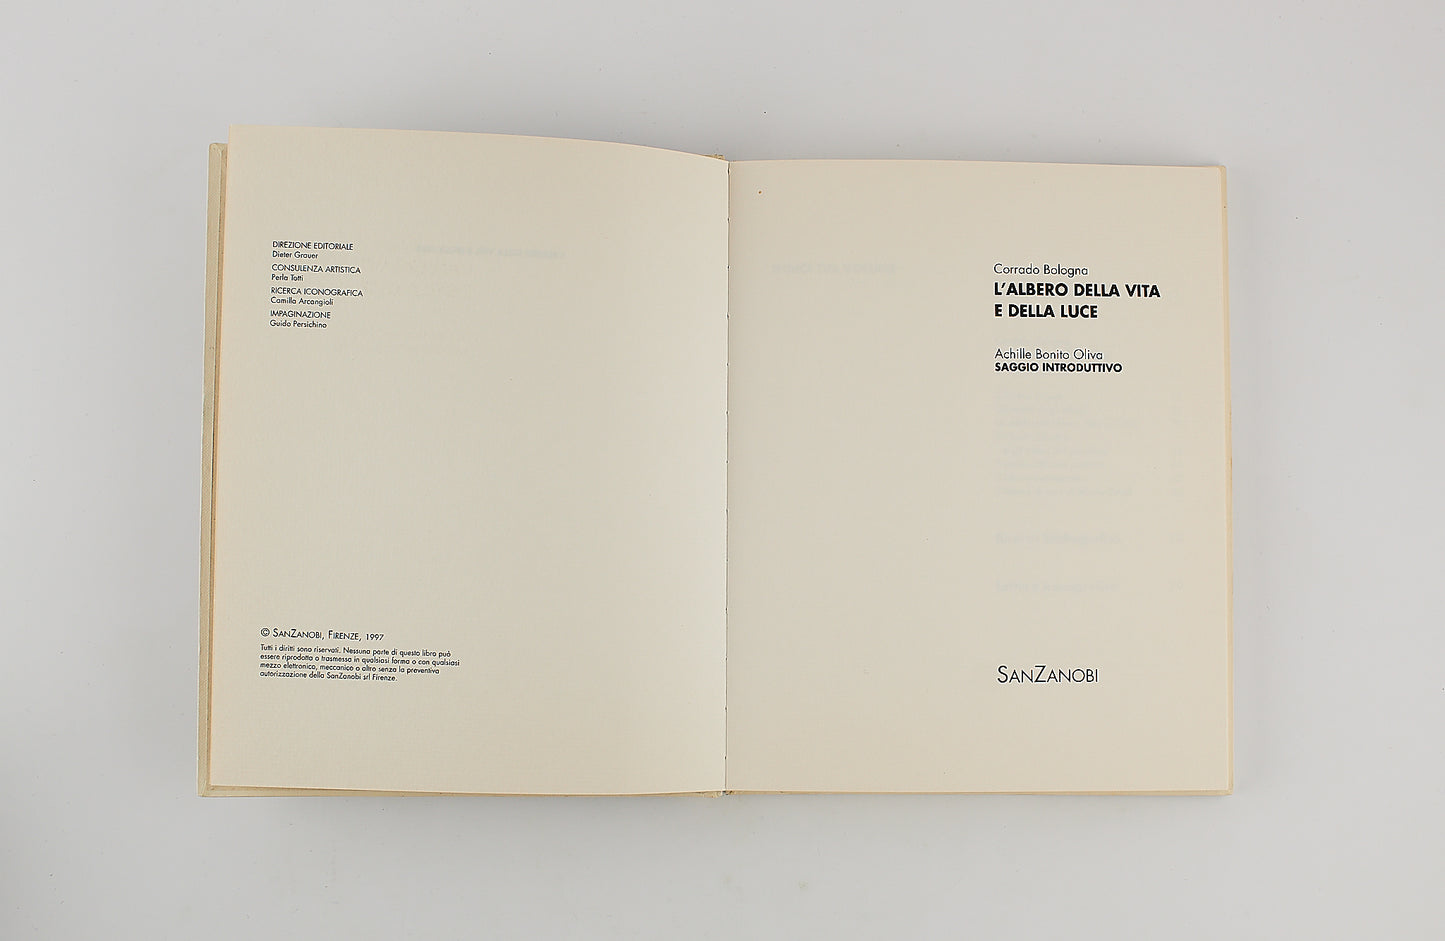 DIREZIONE EDITORIALE
Dieter Grauer
CONSULENZA ARTISTICA
Perla Totti
RICERCA ICONOGRAFICA
Camilla Arcangioli
IMPAGINAZIONE
Guido Persichino
© SANZANOBI, FIRENZE, 1997
Tutti i diritti sono riservati. Nessuna parte di questo libro può
essere riprodotta o trasmessa in qualsiasi forma o con qualsiasi
mezzo elettronico, meccanico o altro senza la preventiva
autorizzazione della SanZanobi srl Firenze.
Corrado Bologna
L'ALBERO DELLA VITA
E DELLA LUCE
Achille Bonito Oliva
SAGGIO INTRODUTTIVO
SANZANOBI